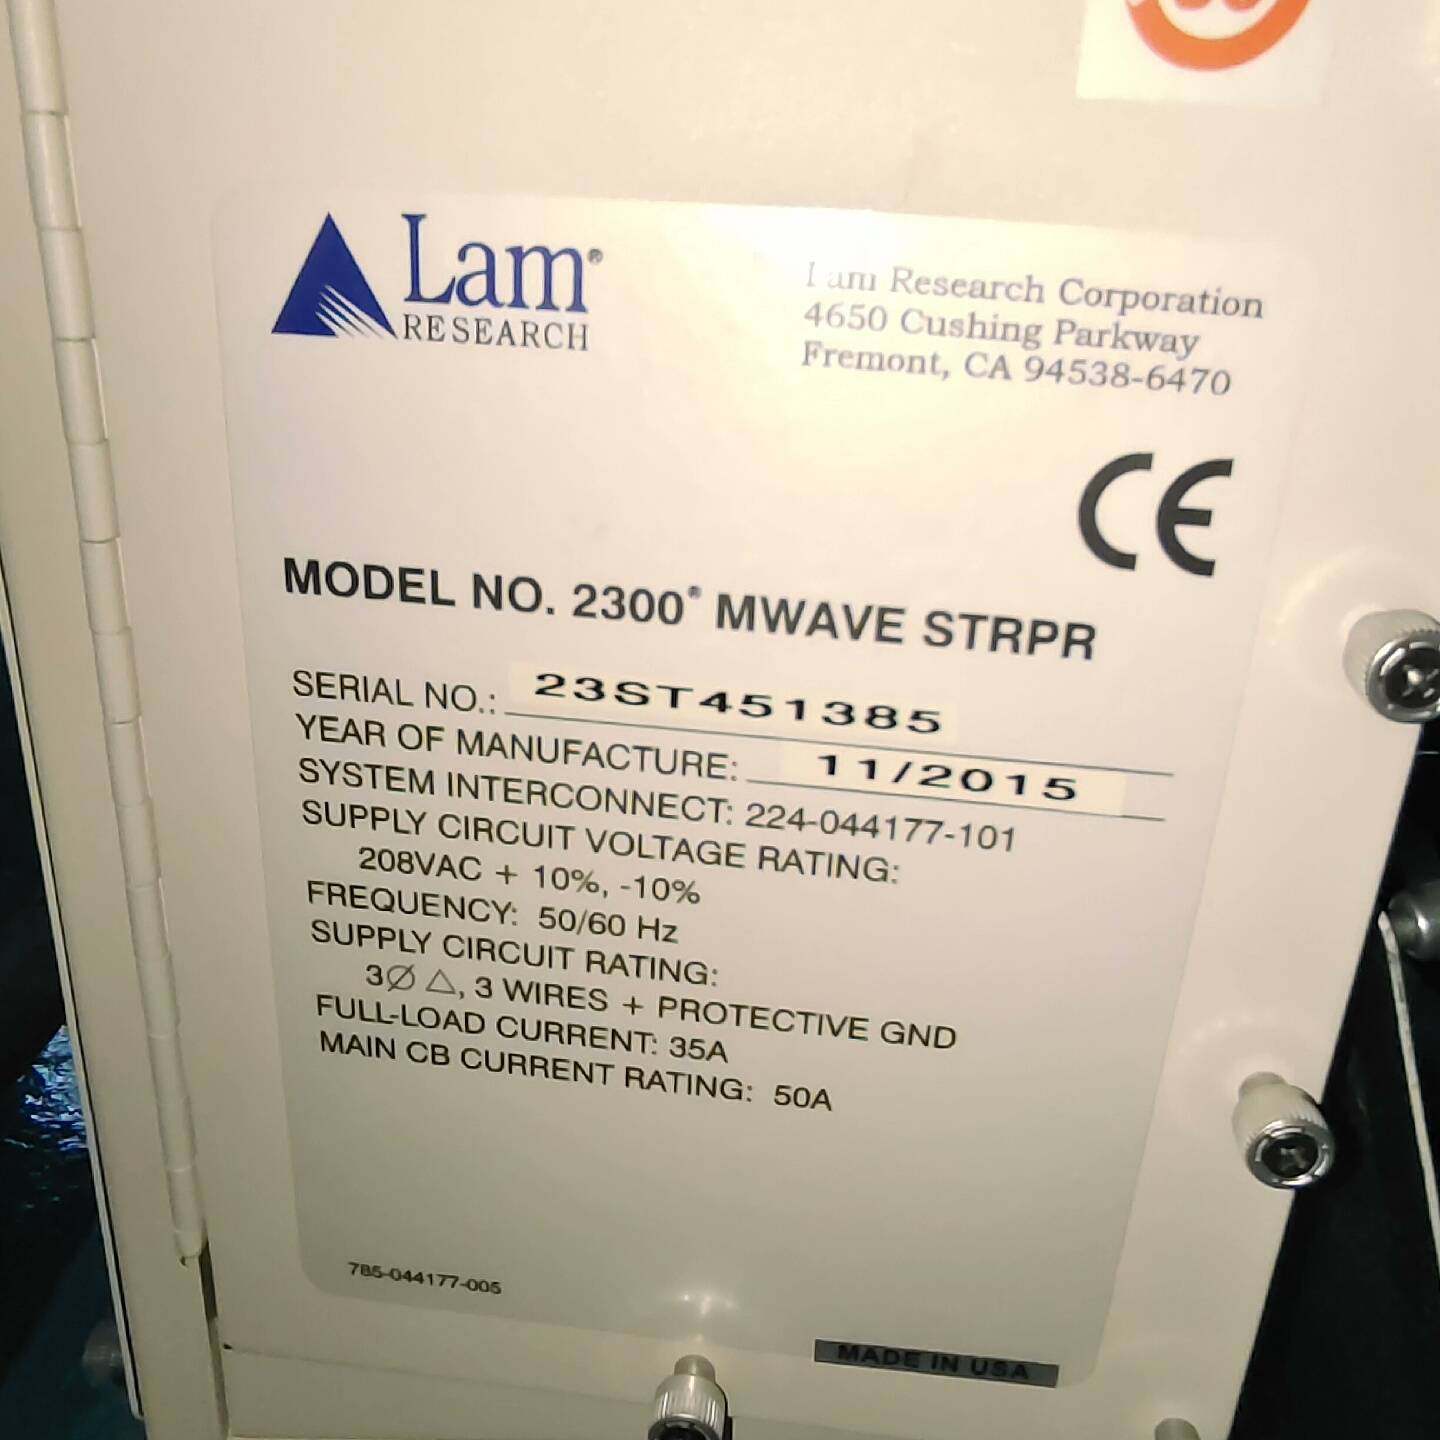 Lam®
RESEARCH
Lam Research Corporation
4650 Cushing Parkway
Fremont, CA 94538-6470
CE
MODEL NO. 2300® MWAVE STRPR
SERIAL NO.: 23ST451385
YEAR OF MANUFACTURE: 11/2015
SYSTEM INTERCONNECT: 224-044177-101
SUPPLY CIRCUIT VOLTAGE RATING:
208VAC + 10%, -10%
FREQUENCY: 50/60 Hz
SUPPLY CIRCUIT RATING:
3∅ △, 3 WIRES + PROTECTIVE GND
FULL-LOAD CURRENT: 35A
MAIN CB CURRENT RATING: 50A
785-044177-005
MADE IN USA